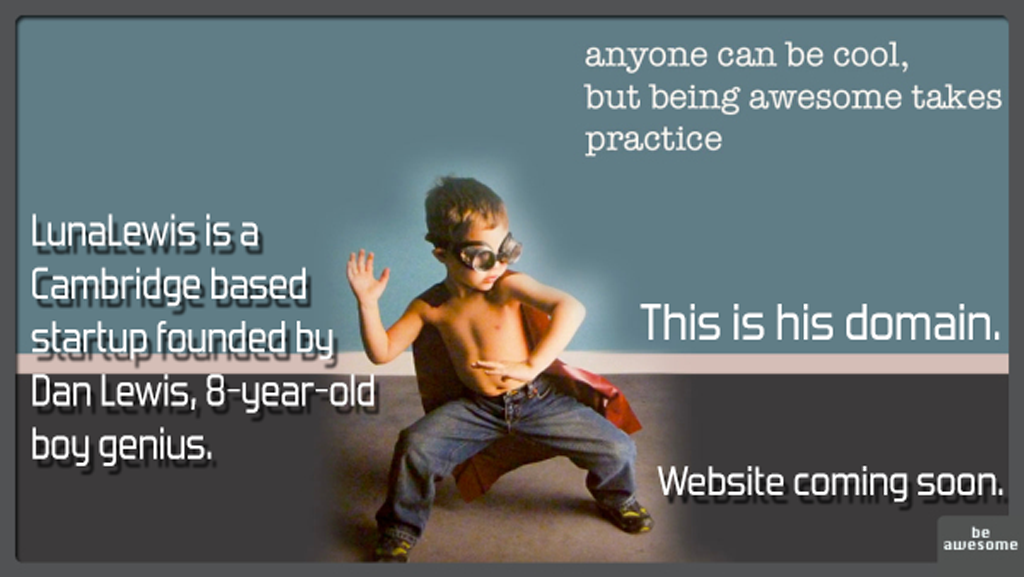 anyone can be cool,
but being awesome takes
practice
LunaLewis is a
Cambridge based
startup founded by
Dan Lewis, 8-year-old
boy genius.
This is his domain.
Website coming soon.
be
awesome